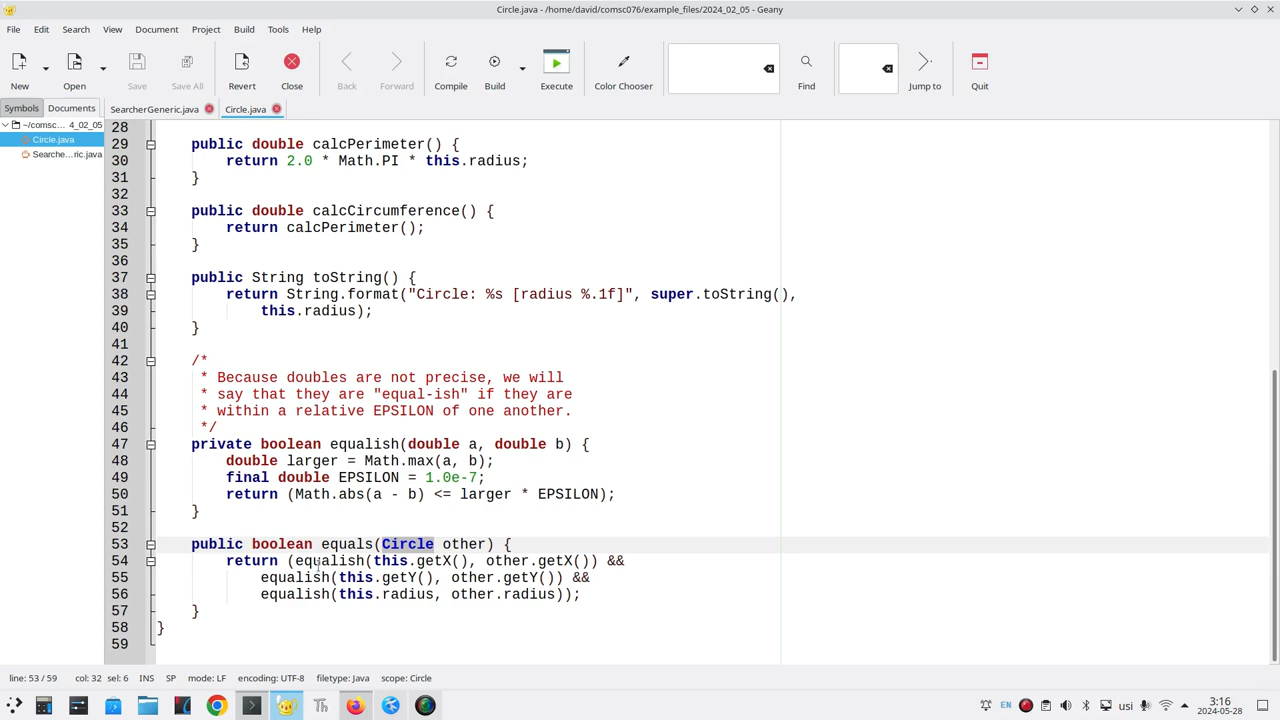 Circle.java - /home/david/comsc076/example_files/2024_02_05 - Geany
File Edit Search View Document Project Build Tools Help
New Open Save Save All Revert Close Back Forward Compile Build Execute Color Chooser Find Jump to Quit
Symbols Documents SearcherGeneric.java Circle.java
~/comsc... 4_02_05
Circle.java
Searche...ric.java
28
29 public double calcPerimeter() {
30 return 2.0 * Math.PI * this.radius;
31 }
32
33 public double calcCircumference() {
34 return calcPerimeter();
35 }
36
37 public String toString() {
38 return String.format("Circle: %s [radius %.1f]", super.toString(),
39 this.radius);
40 }
41
42 /*
43 * Because doubles are not precise, we will
44 * say that they are "equal-ish" if they are
45 * within a relative EPSILON of one another.
46 */
47 private boolean equalish(double a, double b) {
48 double larger = Math.max(a, b);
49 final double EPSILON = 1.0e-7;
50 return (Math.abs(a - b) <= larger * EPSILON);
51 }
52
53 public boolean equals(Circle other) {
54 return (equalish(this.getX(), other.getX()) &&
55 equalish(this.getY(), other.getY()) &&
56 equalish(this.radius, other.radius));
57 }
58 }
59
line: 53 / 59 col: 32 sel: 6 INS SP mode: LF encoding: UTF-8 filetype: Java scope: Circle
Th EN usi 3:16
2024-05-28